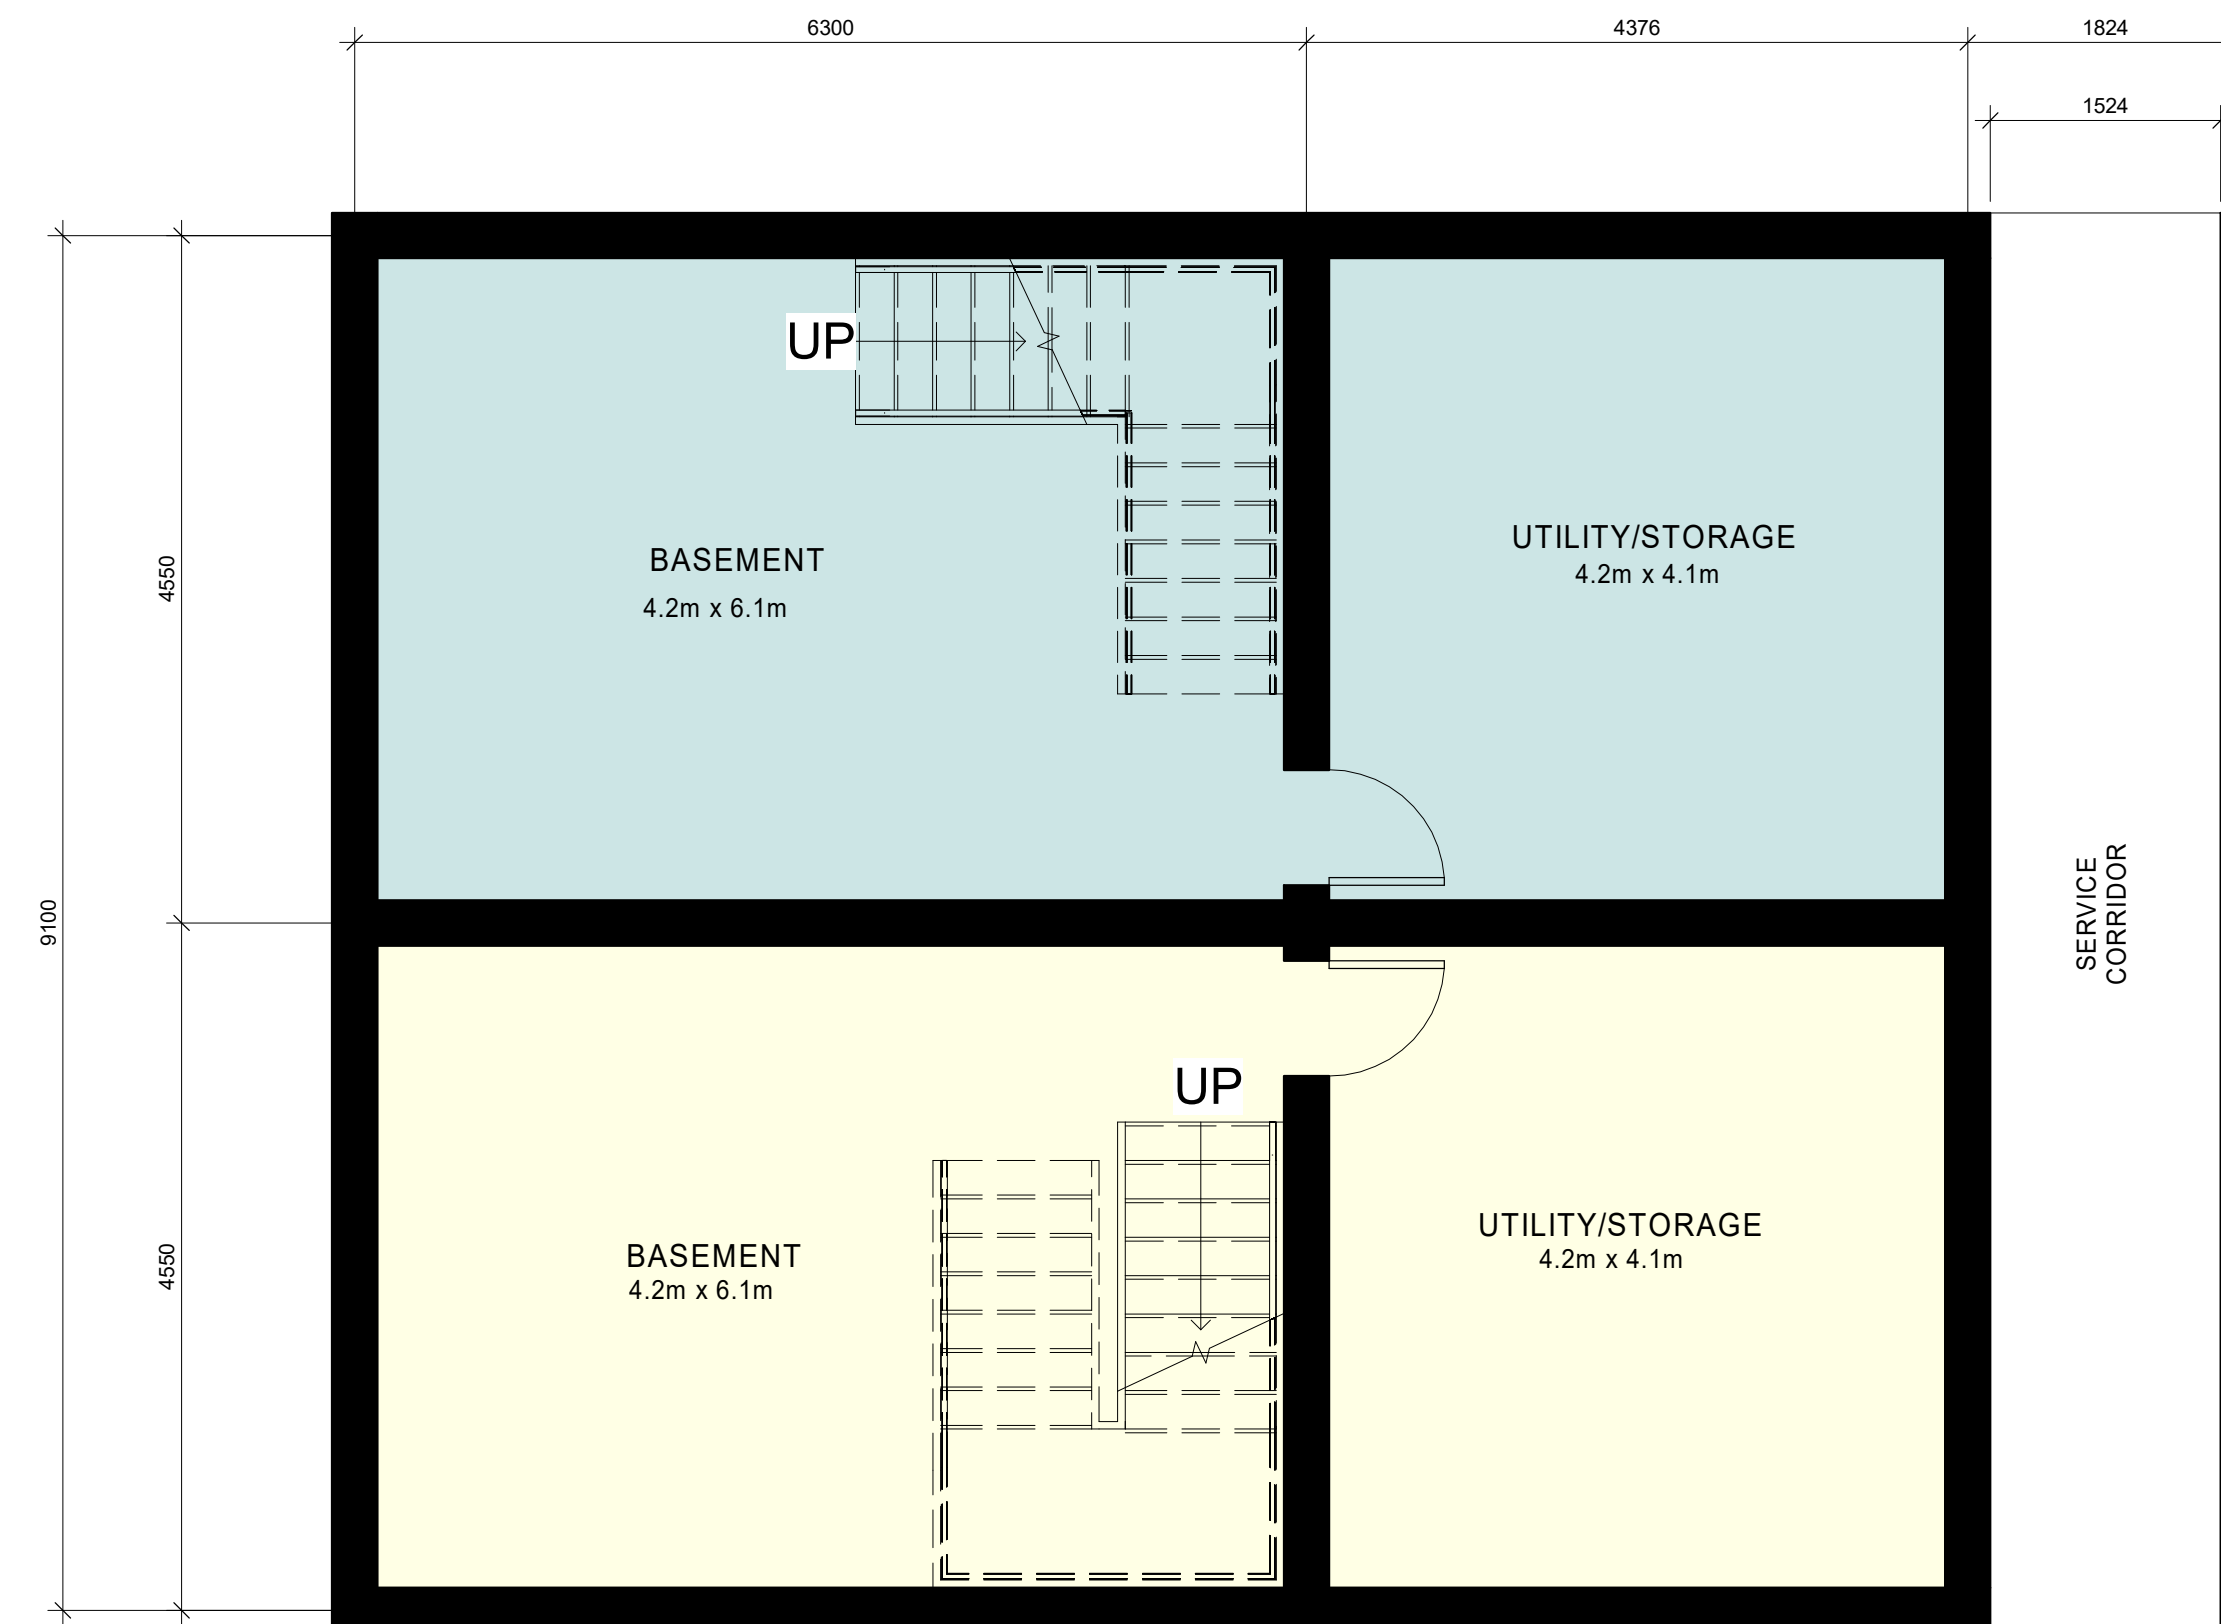 6300
4376
1824
1524
UP
UTILITY/STORAGE
4.2m x 4.1m
BASEMENT
4.2m x 6.1m
4550
9100
SERVICE
CORRIDOR
UP
UTILITY/STORAGE
4.2m x 4.1m
BASEMENT
4.2m x 6.1m
4550